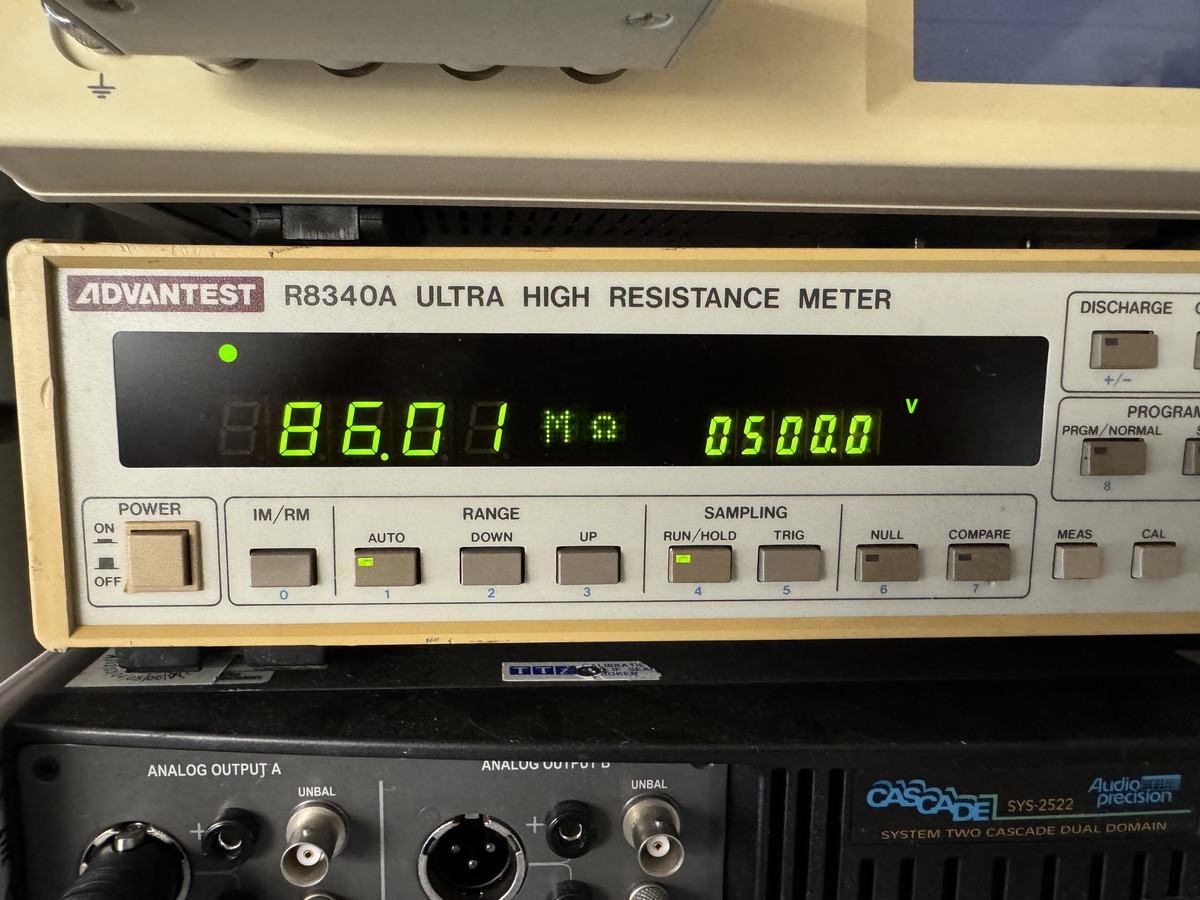 ADVANTEST R8340A ULTRA HIGH RESISTANCE METER
86.01 MΩ 0500.0 V
DISCHARGE
+/-
PROGRAM
PRGM/NORMAL
8
POWER
ON
OFF
IM/RM
RANGE
SAMPLING
AUTO DOWN UP RUN/HOLD TRIG NULL COMPARE MEAS CAL
0 1 2 3 4 5 6 7
TTi
ANALOG OUTPUT A
UNBAL
+
ANALOG OUTPUT B
UNBAL
+
CASCADE SYS-2522 Audio precision
SYSTEM TWO CASCADE DUAL DOMAIN